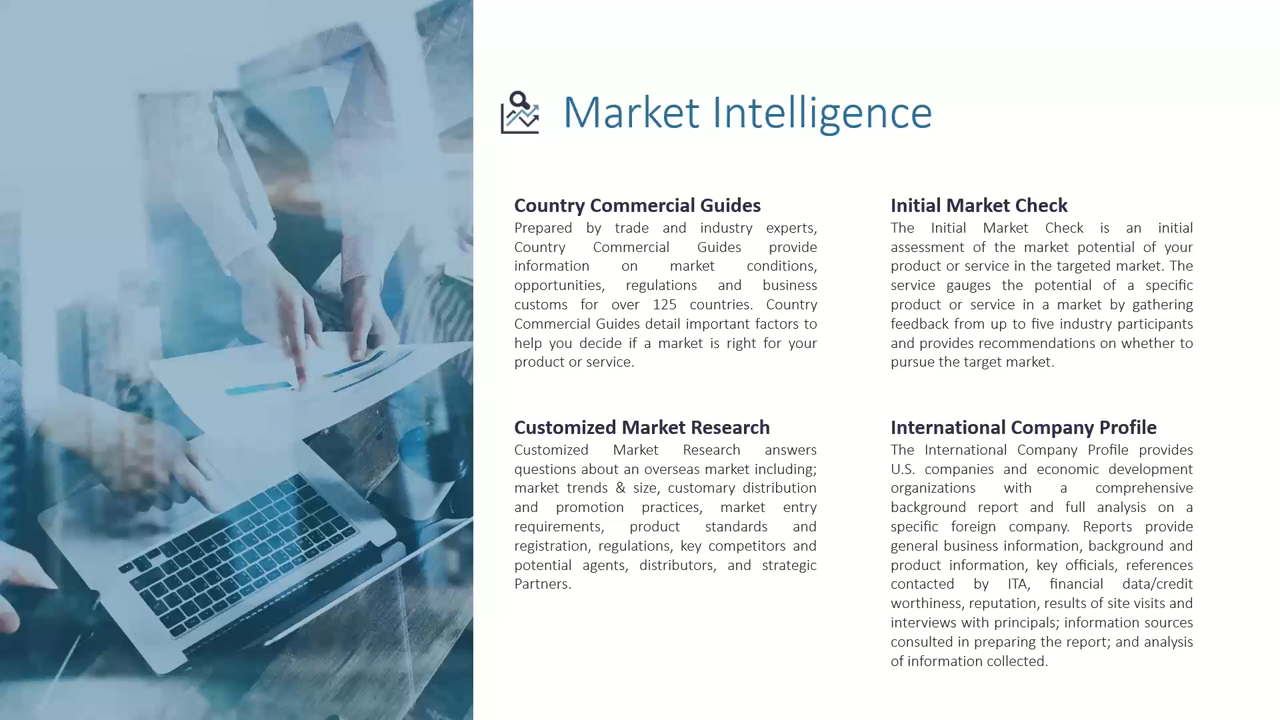 Market Intelligence
Country Commercial Guides
Prepared by trade and industry experts,
Country Commercial Guides provide
information on market conditions,
opportunities, regulations and business
customs for over 125 countries. Country
Commercial Guides detail important factors to
help you decide if a market is right for your
product or service.
Initial Market Check
The Initial Market Check is an initial
assessment of the market potential of your
product or service in the targeted market. The
service gauges the potential of a specific
product or service in a market by gathering
feedback from up to five industry participants
and provides recommendations on whether to
pursue the target market.
Customized Market Research
Customized Market Research answers
questions about an overseas market including;
market trends & size, customary distribution
and promotion practices, market entry
requirements, product standards and
registration, regulations, key competitors and
potential agents, distributors, and strategic
Partners.
International Company Profile
The International Company Profile provides
U.S. companies and economic development
organizations with a comprehensive
background report and full analysis on a
specific foreign company. Reports provide
general business information, background and
product information, key officials, references
contacted by ITA, financial data/credit
worthiness, reputation, results of site visits and
interviews with principals; information sources
consulted in preparing the report; and analysis
of information collected.